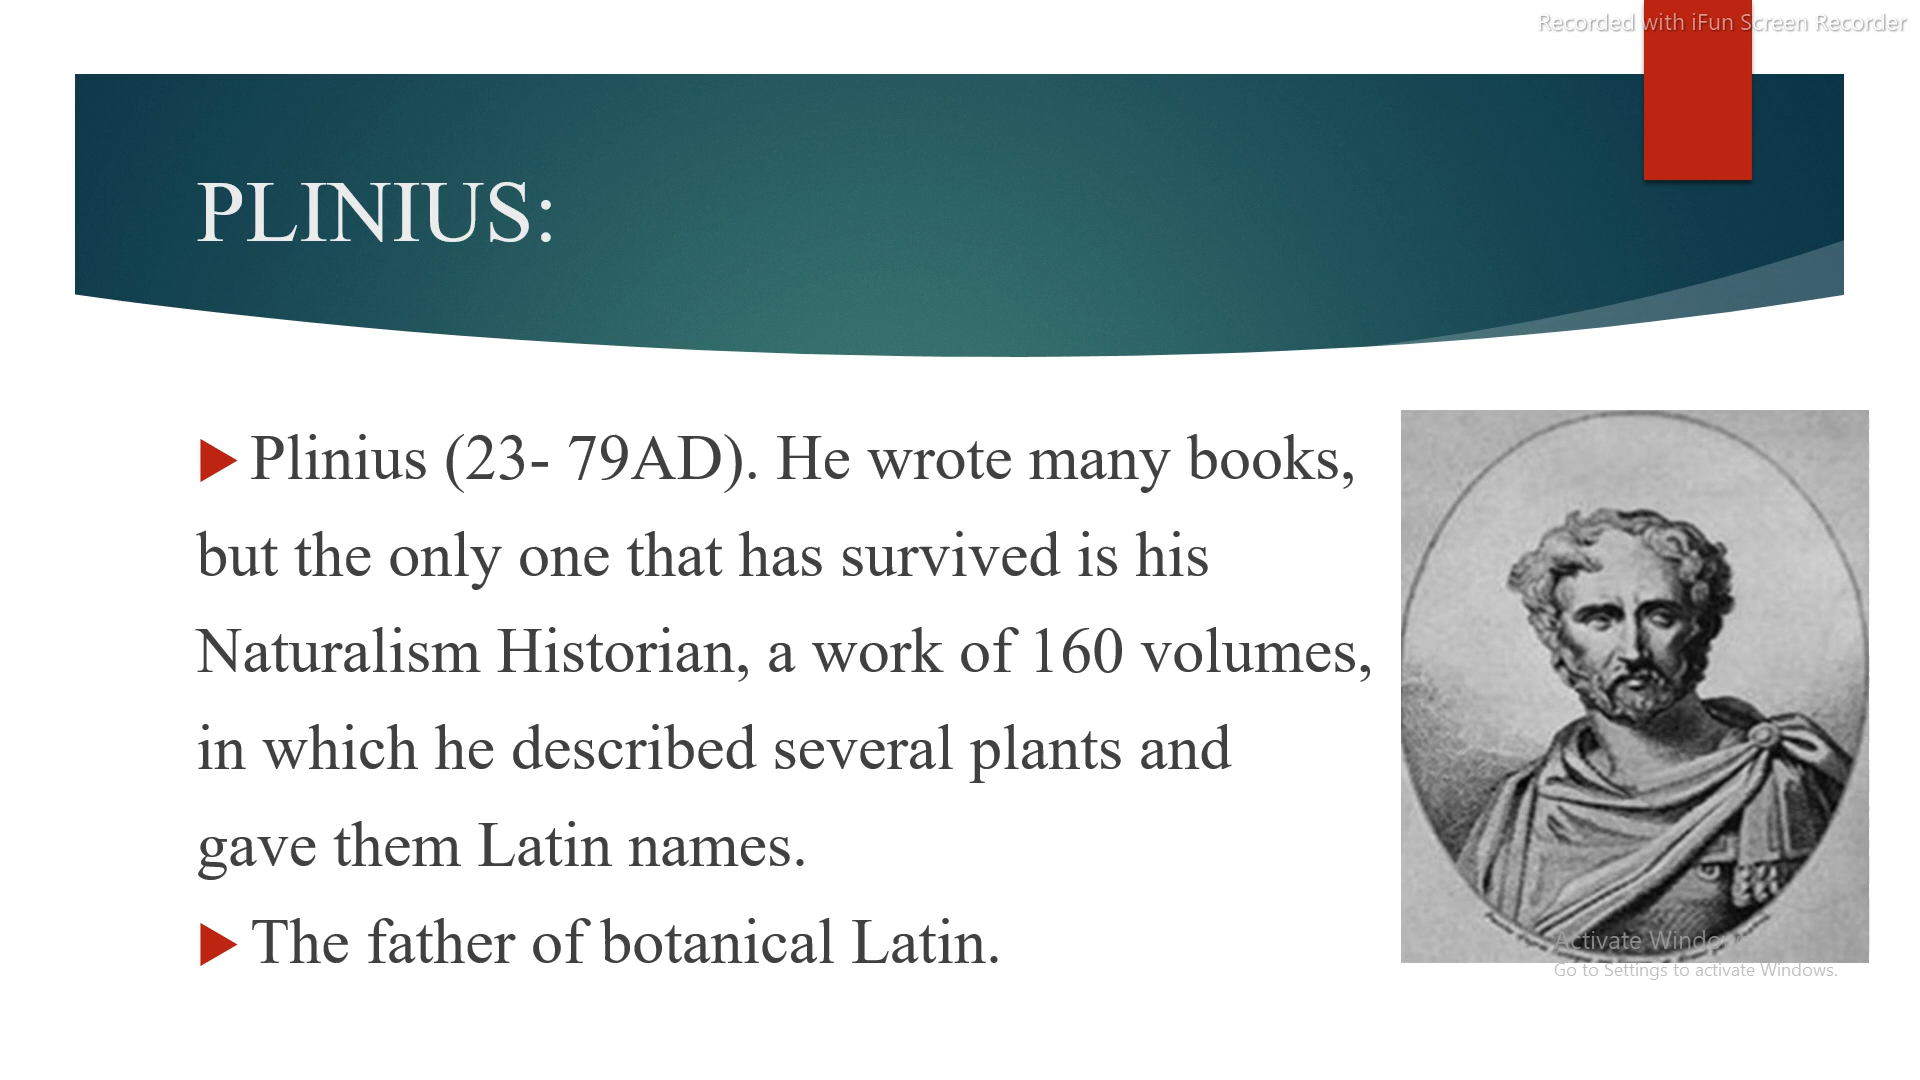 Recorded with iFun Screen Recorder
PLINIUS:
Plinius (23- 79AD). He wrote many books,
but the only one that has survived is his
Naturalism Historian, a work of 160 volumes,
in which he described several plants and
gave them Latin names.
The father of botanical Latin.
Activate Windows
Go to Settings to activate Windows.